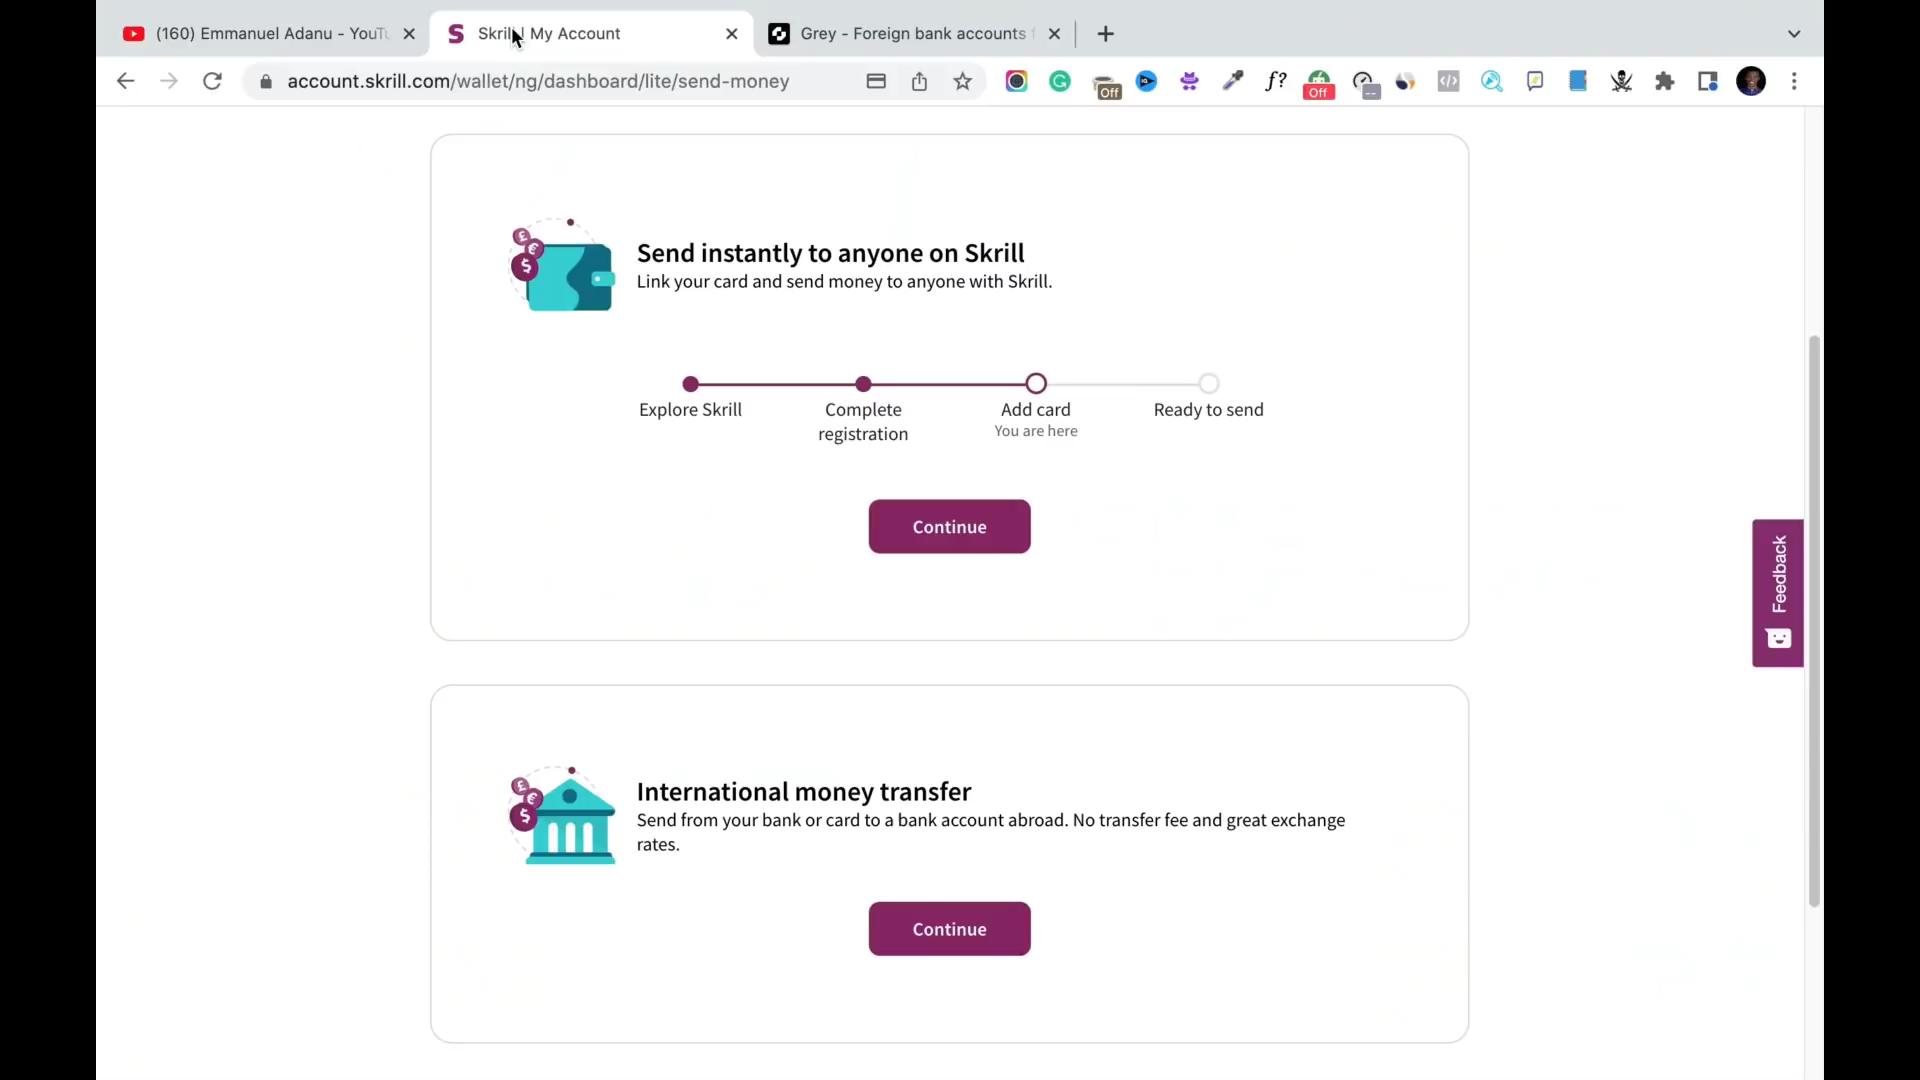 (160) Emmanuel Adanu - YouTu
Skrill | My Account
Grey - Foreign bank accounts f
account.skrill.com/wallet/ng/dashboard/lite/send-money
Off
f?
Off
Send instantly to anyone on Skrill
Link your card and send money to anyone with Skrill.
Explore Skrill
Complete
registration
Add card
You are here
Ready to send
Continue
Feedback
International money transfer
Send from your bank or card to a bank account abroad. No transfer fee and great exchange
rates.
Continue